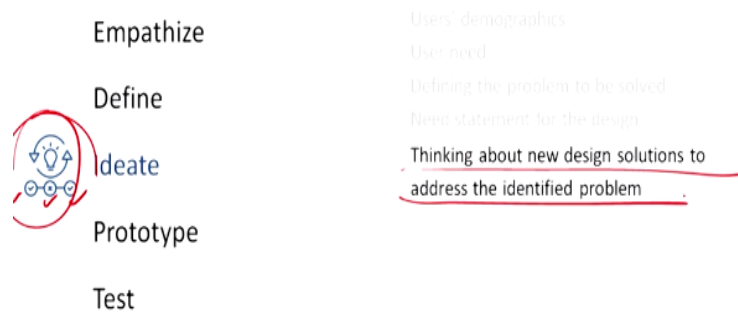 Empathize
Define
Ideate
Prototype
Test
Users' demographics
User need
Defining the problem to be solved
Need statement for the design
Thinking about new design solutions to
address the identified problem